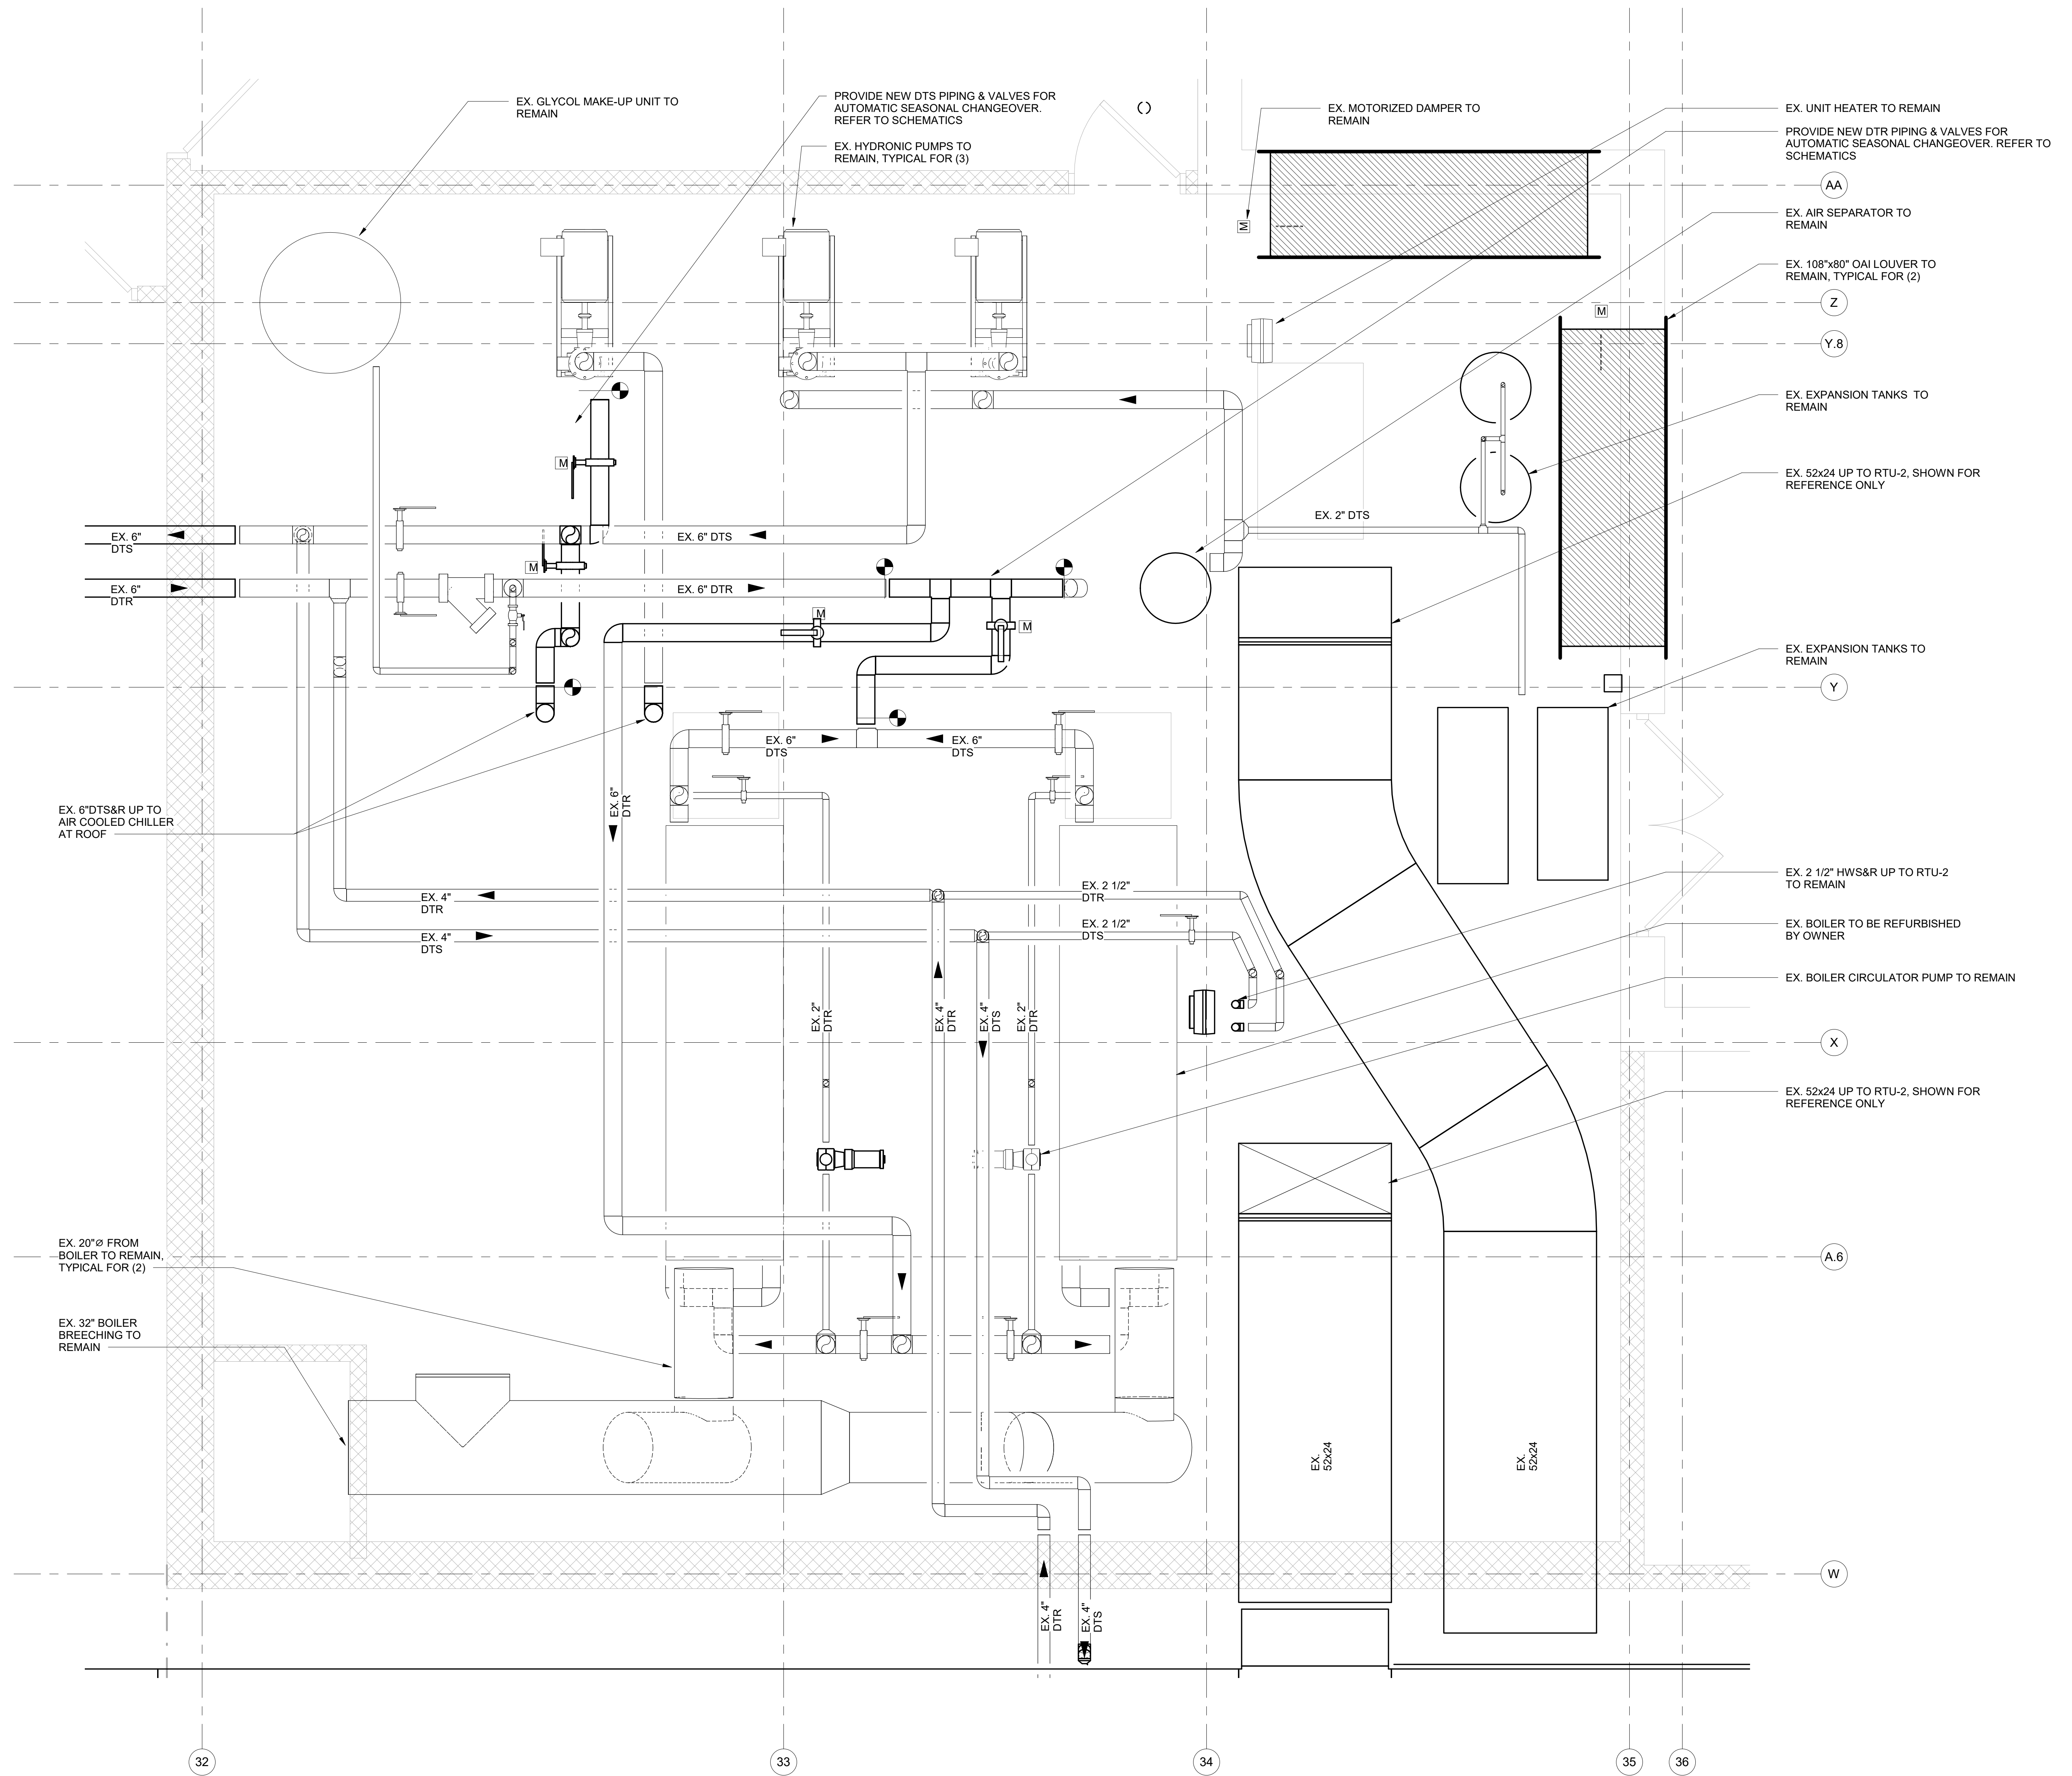 EX. GLYCOL MAKE-UP UNIT TO
REMAIN
PROVIDE NEW DTS PIPING & VALVES FOR
AUTOMATIC SEASONAL CHANGEOVER.
REFER TO SCHEMATICS
EX. HYDRONIC PUMPS TO
REMAIN, TYPICAL FOR (3)
EX. MOTORIZED DAMPER TO
REMAIN
EX. UNIT HEATER TO REMAIN
PROVIDE NEW DTR PIPING & VALVES FOR
AUTOMATIC SEASONAL CHANGEOVER. REFER TO
SCHEMATICS
AA
EX. AIR SEPARATOR TO
REMAIN
M
EX. 108"x80" OAI LOUVER TO
REMAIN, TYPICAL FOR (2)
Z
M
Y.8
EX. EXPANSION TANKS TO
REMAIN
M
EX. 52x24 UP TO RTU-2, SHOWN FOR
REFERENCE ONLY
EX. 2" DTS
EX. 6"
DTS
EX. 6" DTS
M
EX. 6"
DTR
EX. 6" DTR
M
M
EX. EXPANSION TANKS TO
REMAIN
Y
EX. 6"
DTS
EX. 6"
DTS
EX. 6"DTS&R UP TO
AIR COOLED CHILLER
AT ROOF
EX. 6"
DTR
EX. 4"
DTR
EX. 2 1/2"
DTR
EX. 2 1/2" HWS&R UP TO RTU-2
TO REMAIN
EX. 4"
DTS
EX. 2 1/2"
DTS
EX. BOILER TO BE REFURBISHED
BY OWNER
EX. BOILER CIRCULATOR PUMP TO REMAIN
EX. 2"
DTR
EX. 4"
DTR
EX. 4"
DTS
EX. 2"
DTR
X
EX. 52x24 UP TO RTU-2, SHOWN FOR
REFERENCE ONLY
EX. 20"Ø FROM
BOILER TO REMAIN,
TYPICAL FOR (2)
A.6
EX. 32" BOILER
BREECHING TO
REMAIN
EX.
52x24
EX.
52x24
W
EX. 4"
DTR
EX. 4"
DTS
32
33
34
35
36